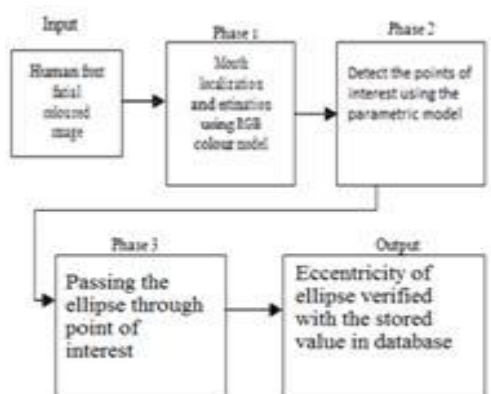 Input
Human font
facial
coloured
image
Phase 1
Mouth
localization
and estimation
using RGB
colour model
Phase 2
Detect the points of
interest using the
parametric model
Phase 3
Passing the
ellipse through
point of
interest
Output
Eccentricity of
ellipse verified
with the stored
value in database